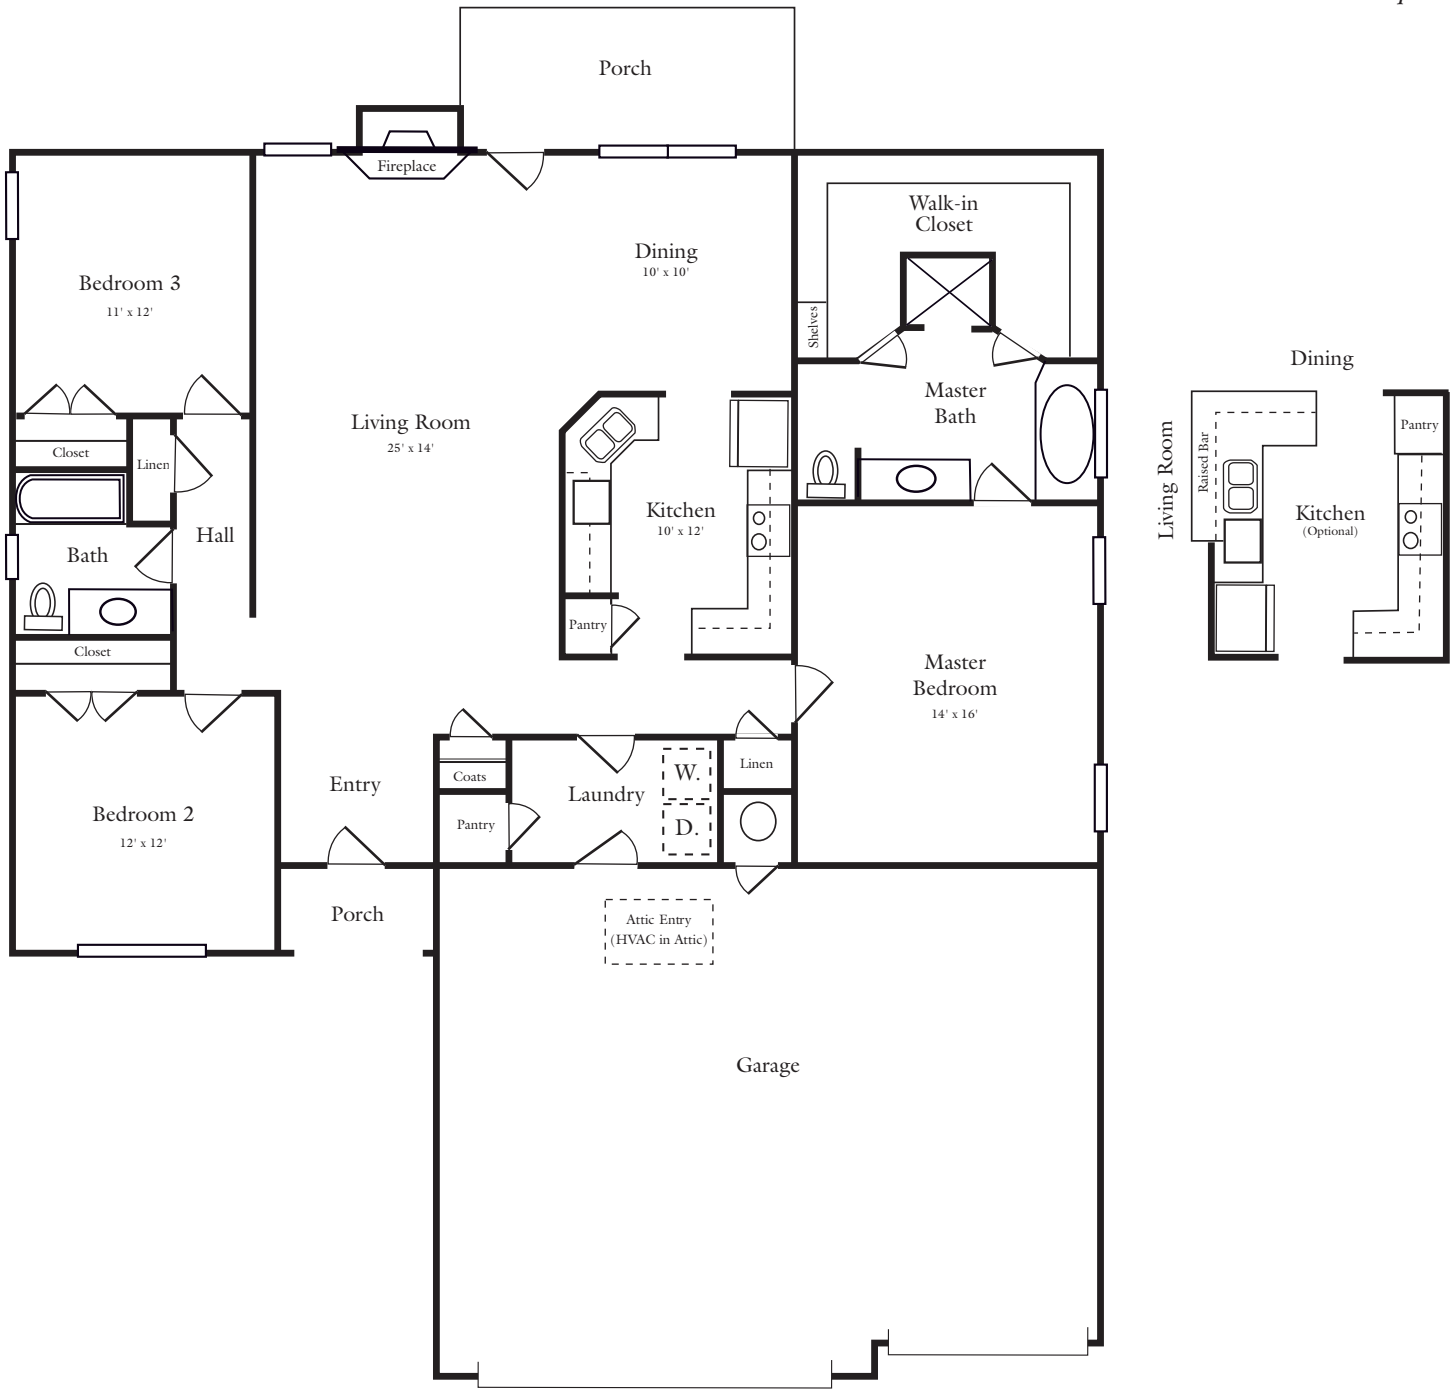 Porch
Fireplace
Walk-in
Closet
Dining
10' x 10'
Bedroom 3
11' x 12'
Shelves
Dining
Master
Bath
Living Room
25' x 14'
Pantry
Closet
Linen
Raised Bar
Living Room
Kitchen
10' x 12'
Kitchen
(Optional)
Hall
Bath
Pantry
Closet
Master
Bedroom
14' x 16'
Linen
W.
Coats
Entry
Laundry
Bedroom 2
12' x 12'
Pantry
D.
Porch
Attic Entry
(HVAC in Attic)
Garage